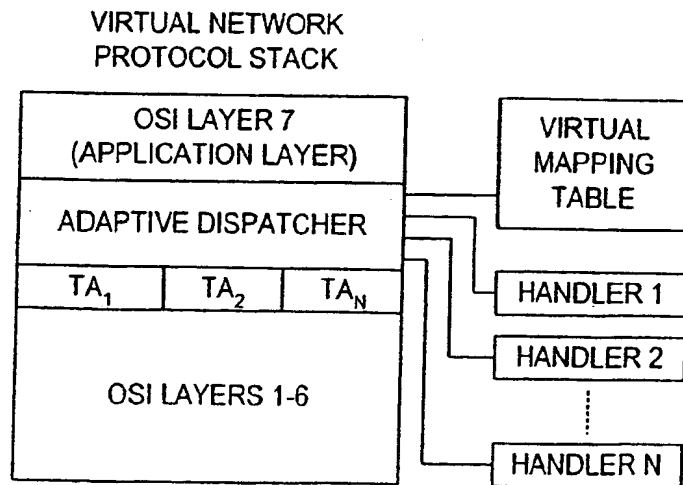 VIRTUAL NETWORK
PROTOCOL STACK
OSI LAYER 7
(APPLICATION LAYER)
ADAPTIVE DISPATCHER
TA₁ TA₂ TA_N
OSI LAYERS 1-6
VIRTUAL
MAPPING
TABLE
HANDLER 1
HANDLER 2
HANDLER N